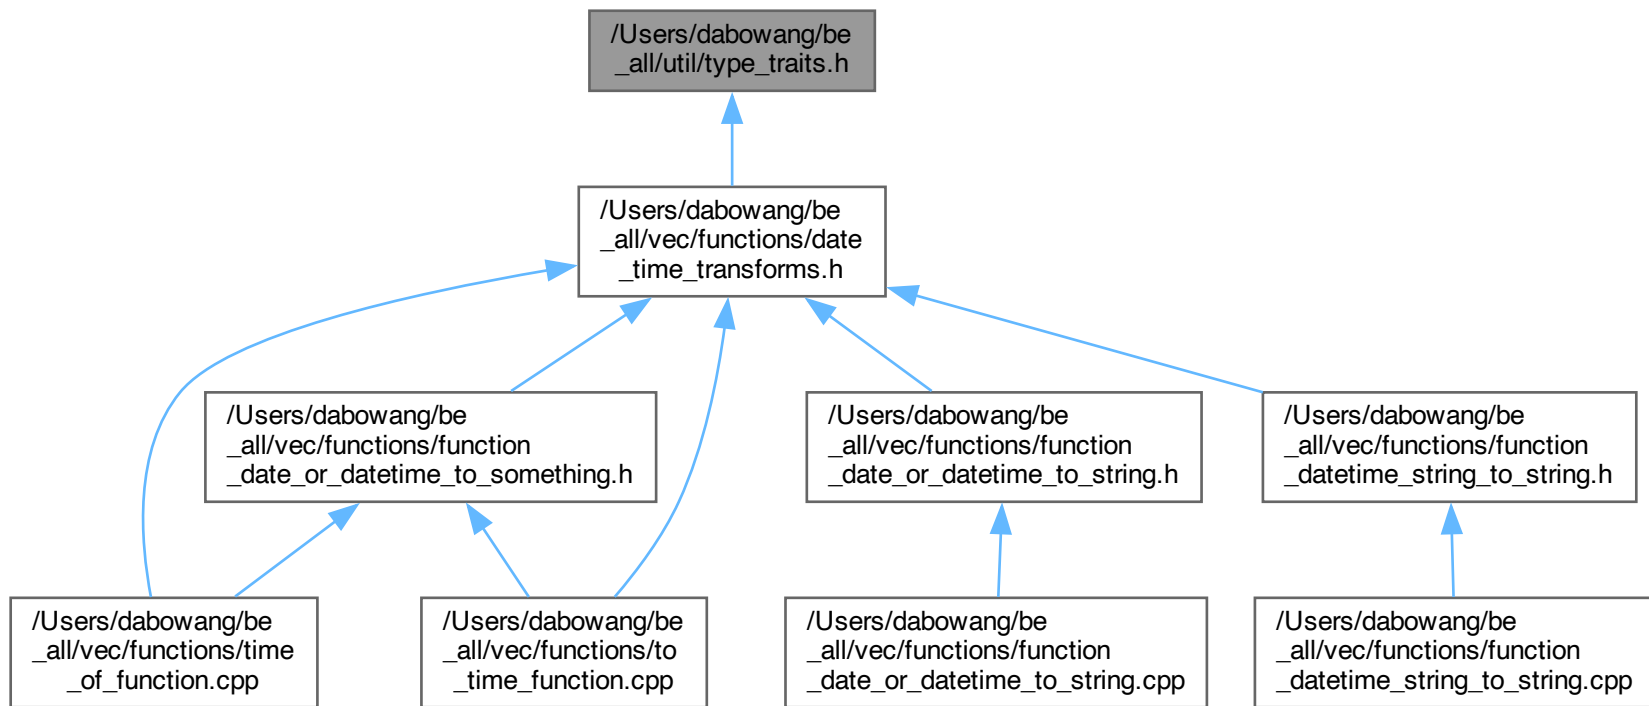 /Users/dabowang/be
_all/util/type_traits.h
/Users/dabowang/be
_all/vec/functions/date
_time_transforms.h
/Users/dabowang/be
_all/vec/functions/function
_date_or_datetime_to_something.h
/Users/dabowang/be
_all/vec/functions/function
_date_or_datetime_to_string.h
/Users/dabowang/be
_all/vec/functions/function
_datetime_string_to_string.h
/Users/dabowang/be
_all/vec/functions/time
_of_function.cpp
/Users/dabowang/be
_all/vec/functions/to
_time_function.cpp
/Users/dabowang/be
_all/vec/functions/function
_date_or_datetime_to_string.cpp
/Users/dabowang/be
_all/vec/functions/function
_datetime_string_to_string.cpp